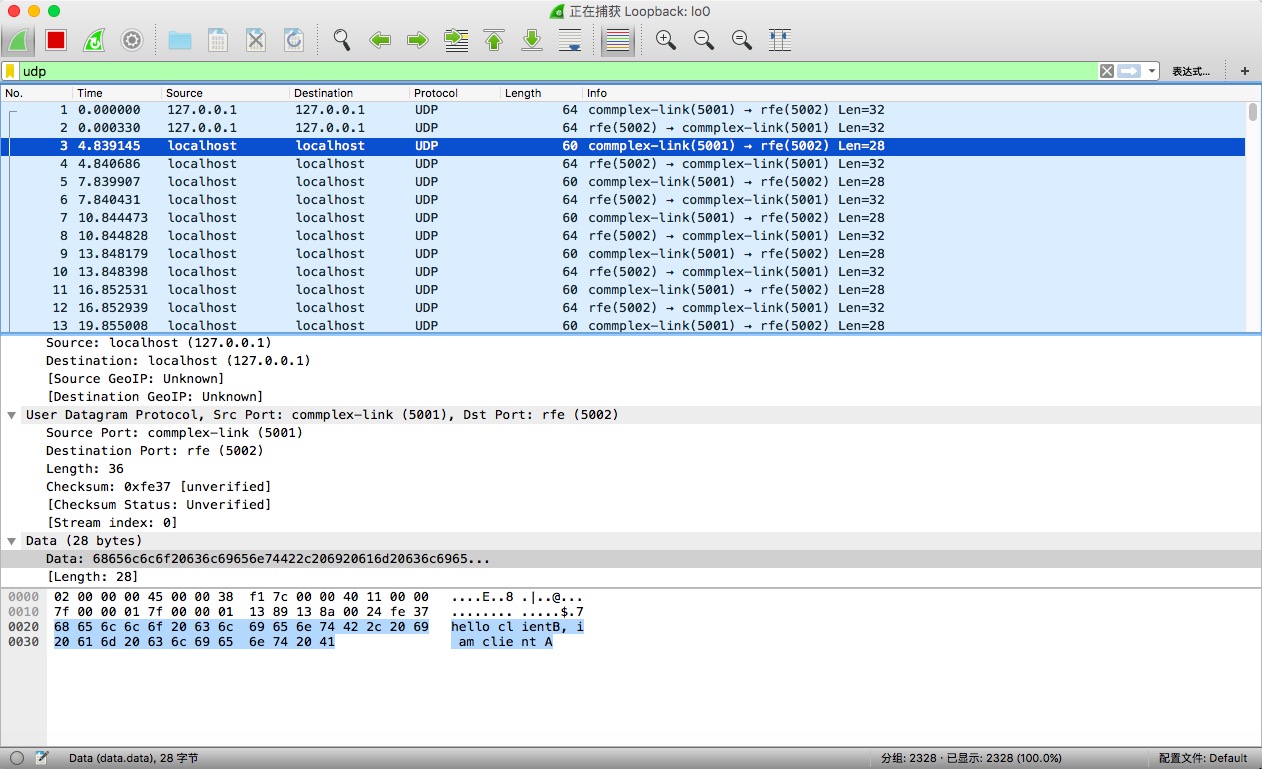 正在捕获 Loopback: lo0
udp 表达式… +
No. Time Source Destination Protocol Length Info
1 0.000000 127.0.0.1 127.0.0.1 UDP 64 commplex-link(5001) → rfe(5002) Len=32
2 0.000330 127.0.0.1 127.0.0.1 UDP 64 rfe(5002) → commplex-link(5001) Len=32
3 4.839145 localhost localhost UDP 60 commplex-link(5001) → rfe(5002) Len=28
4 4.840686 localhost localhost UDP 64 rfe(5002) → commplex-link(5001) Len=32
5 7.839907 localhost localhost UDP 60 commplex-link(5001) → rfe(5002) Len=28
6 7.840431 localhost localhost UDP 64 rfe(5002) → commplex-link(5001) Len=32
7 10.844473 localhost localhost UDP 60 commplex-link(5001) → rfe(5002) Len=28
8 10.844828 localhost localhost UDP 64 rfe(5002) → commplex-link(5001) Len=32
9 13.848179 localhost localhost UDP 60 commplex-link(5001) → rfe(5002) Len=28
10 13.848398 localhost localhost UDP 64 rfe(5002) → commplex-link(5001) Len=32
11 16.852531 localhost localhost UDP 60 commplex-link(5001) → rfe(5002) Len=28
12 16.852939 localhost localhost UDP 64 rfe(5002) → commplex-link(5001) Len=32
13 19.855008 localhost localhost UDP 60 commplex-link(5001) → rfe(5002) Len=28
Source: localhost (127.0.0.1)
Destination: localhost (127.0.0.1)
[Source GeoIP: Unknown]
[Destination GeoIP: Unknown]
User Datagram Protocol, Src Port: commplex-link (5001), Dst Port: rfe (5002)
Source Port: commplex-link (5001)
Destination Port: rfe (5002)
Length: 36
Checksum: 0xfe37 [unverified]
[Checksum Status: Unverified]
[Stream index: 0]
Data (28 bytes)
Data: 68656c6c6f20636c69656e74422c206920616d20636c6965...
[Length: 28]
0000 02 00 00 00 45 00 00 38 f1 7c 00 00 40 11 00 00 ....E..8 .|..@...
0010 7f 00 00 01 7f 00 00 01 13 89 13 8a 00 24 fe 37 ........ .....$.7
0020 68 65 6c 6c 6f 20 63 6c 69 65 6e 74 42 2c 20 69 hello cl ientB, i
0030 20 61 6d 20 63 6c 69 65 6e 74 20 41 am clie nt A
Data (data.data), 28 字节 分组: 2328 · 已显示: 2328 (100.0%) 配置文件: Default